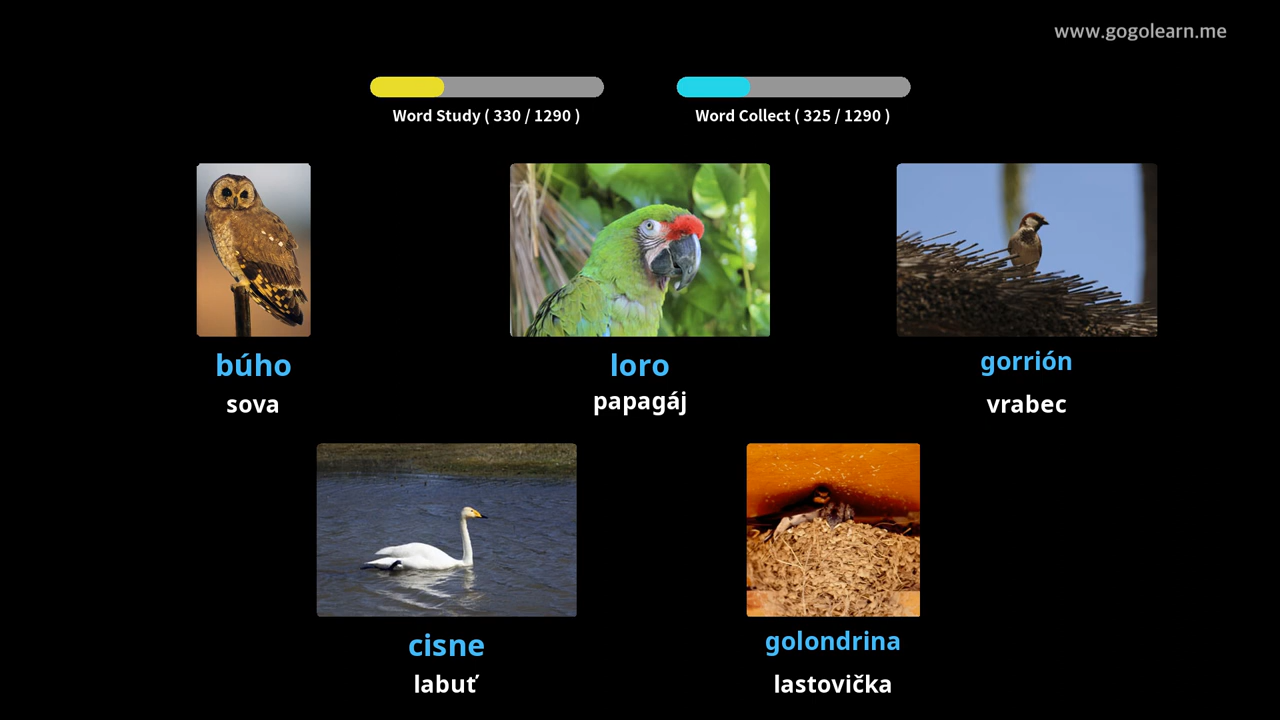 www.gogolearn.me
Word Study ( 330 / 1290 )
Word Collect ( 325 / 1290 )
búho
loro
gorrión
sova
papagáj
vrabec
cisne
golondrina
labuť
lastovička